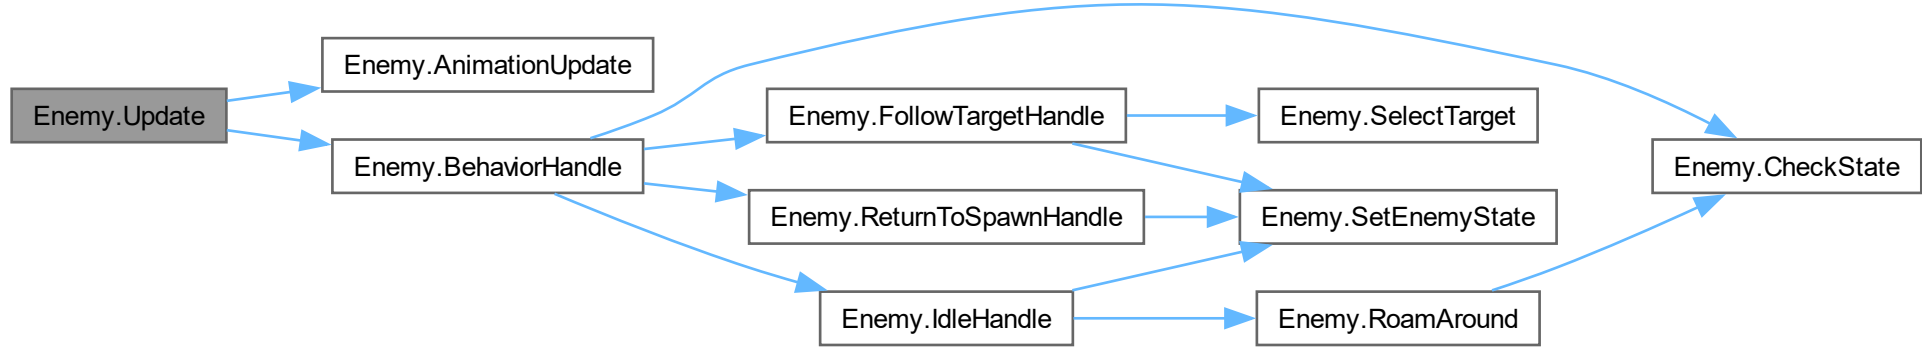 Enemy.Update
Enemy.AnimationUpdate
Enemy.BehaviorHandle
Enemy.FollowTargetHandle
Enemy.ReturnToSpawnHandle
Enemy.IdleHandle
Enemy.SelectTarget
Enemy.SetEnemyState
Enemy.RoamAround
Enemy.CheckState